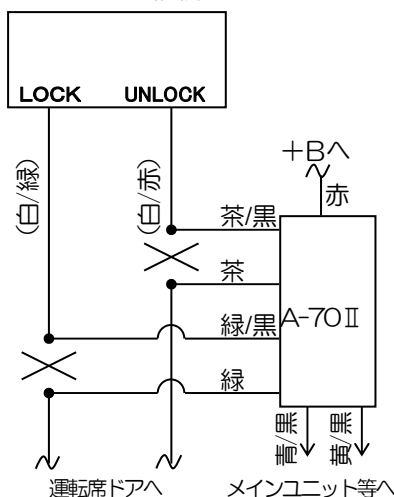 LOCK UNLOCK
(白/緑)
(白/赤)
+Bへ
赤
茶/黒
茶
緑/黒
緑
A-70Ⅱ
青/黒
黄/黒
運転席ドアへ
メインユニット等へ